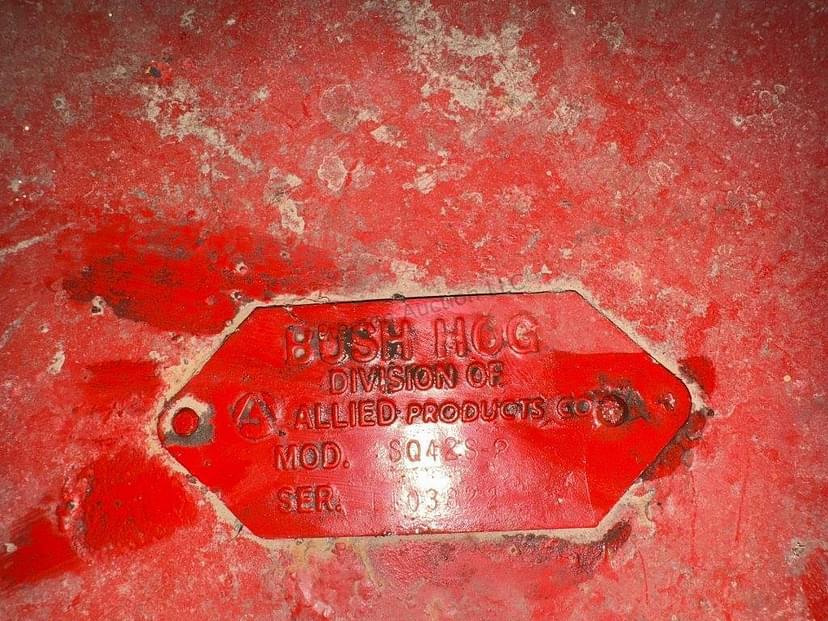 BUSH HOG
DIVISION OF
ALLIED PRODUCTS CO
MOD.
SER.